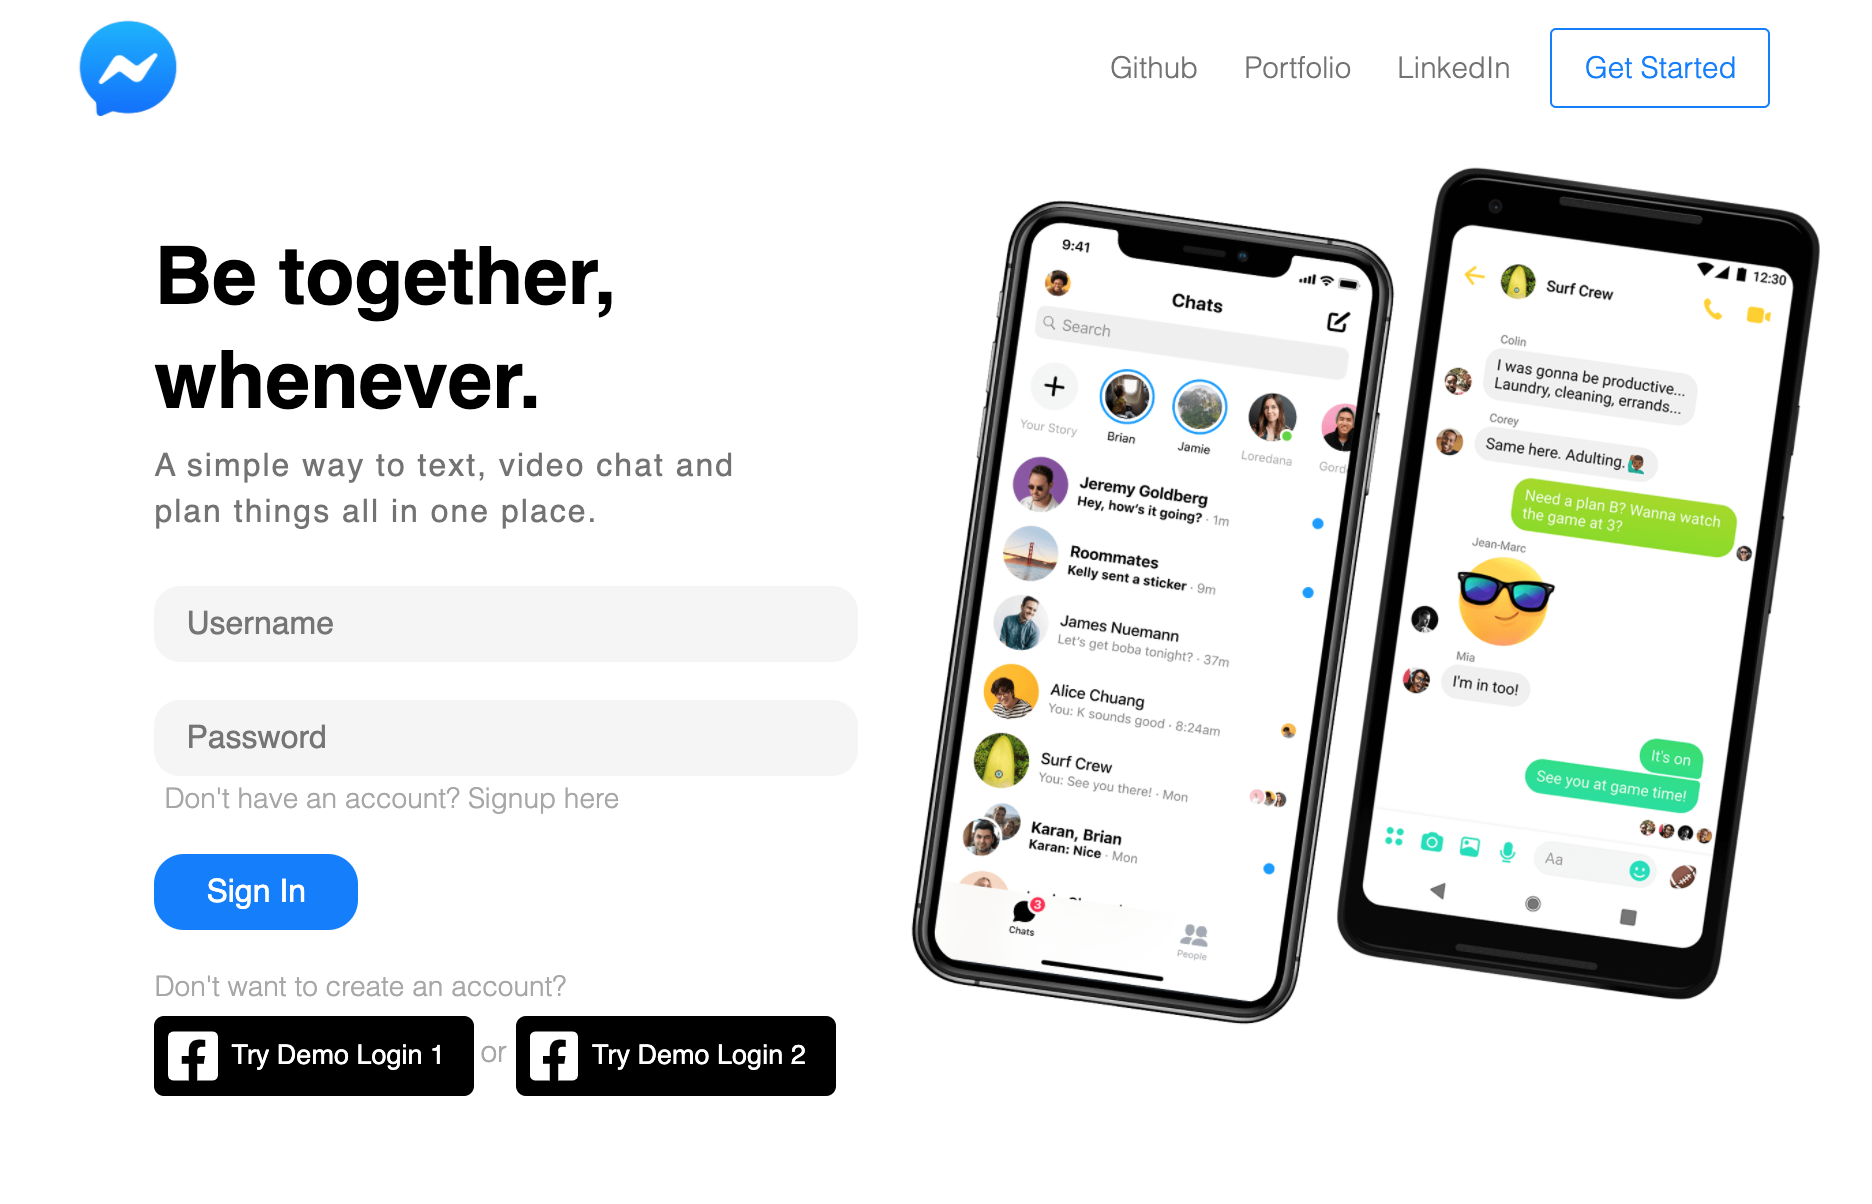 Github Portfolio LinkedIn Get Started
Be together,
whenever.
A simple way to text, video chat and
plan things all in one place.
Username
Password
Don't have an account? Signup here
Sign In
Don't want to create an account?
Try Demo Login 1 or Try Demo Login 2
9:41
Chats
Search
Your Story
Brian
Jamie
Loredana
Jeremy Goldberg
Hey, how's it going? · 1m
Roommates
Kelly sent a sticker · 9m
James Nuemann
Let's get boba tonight? · 37m
Alice Chuang
You: K sounds good · 8:24am
Surf Crew
You: See you there! · Mon
Karan, Brian
Karan: Nice · Mon
3
Chats
People
12:30
Surf Crew
Colin
I was gonna be productive...
Laundry, cleaning, errands...
Corey
Same here. Adulting.
Need a plan B? Wanna watch
the game at 3?
Jean-Marc
Mia
I'm in too!
It's on
See you at game time!
Aa